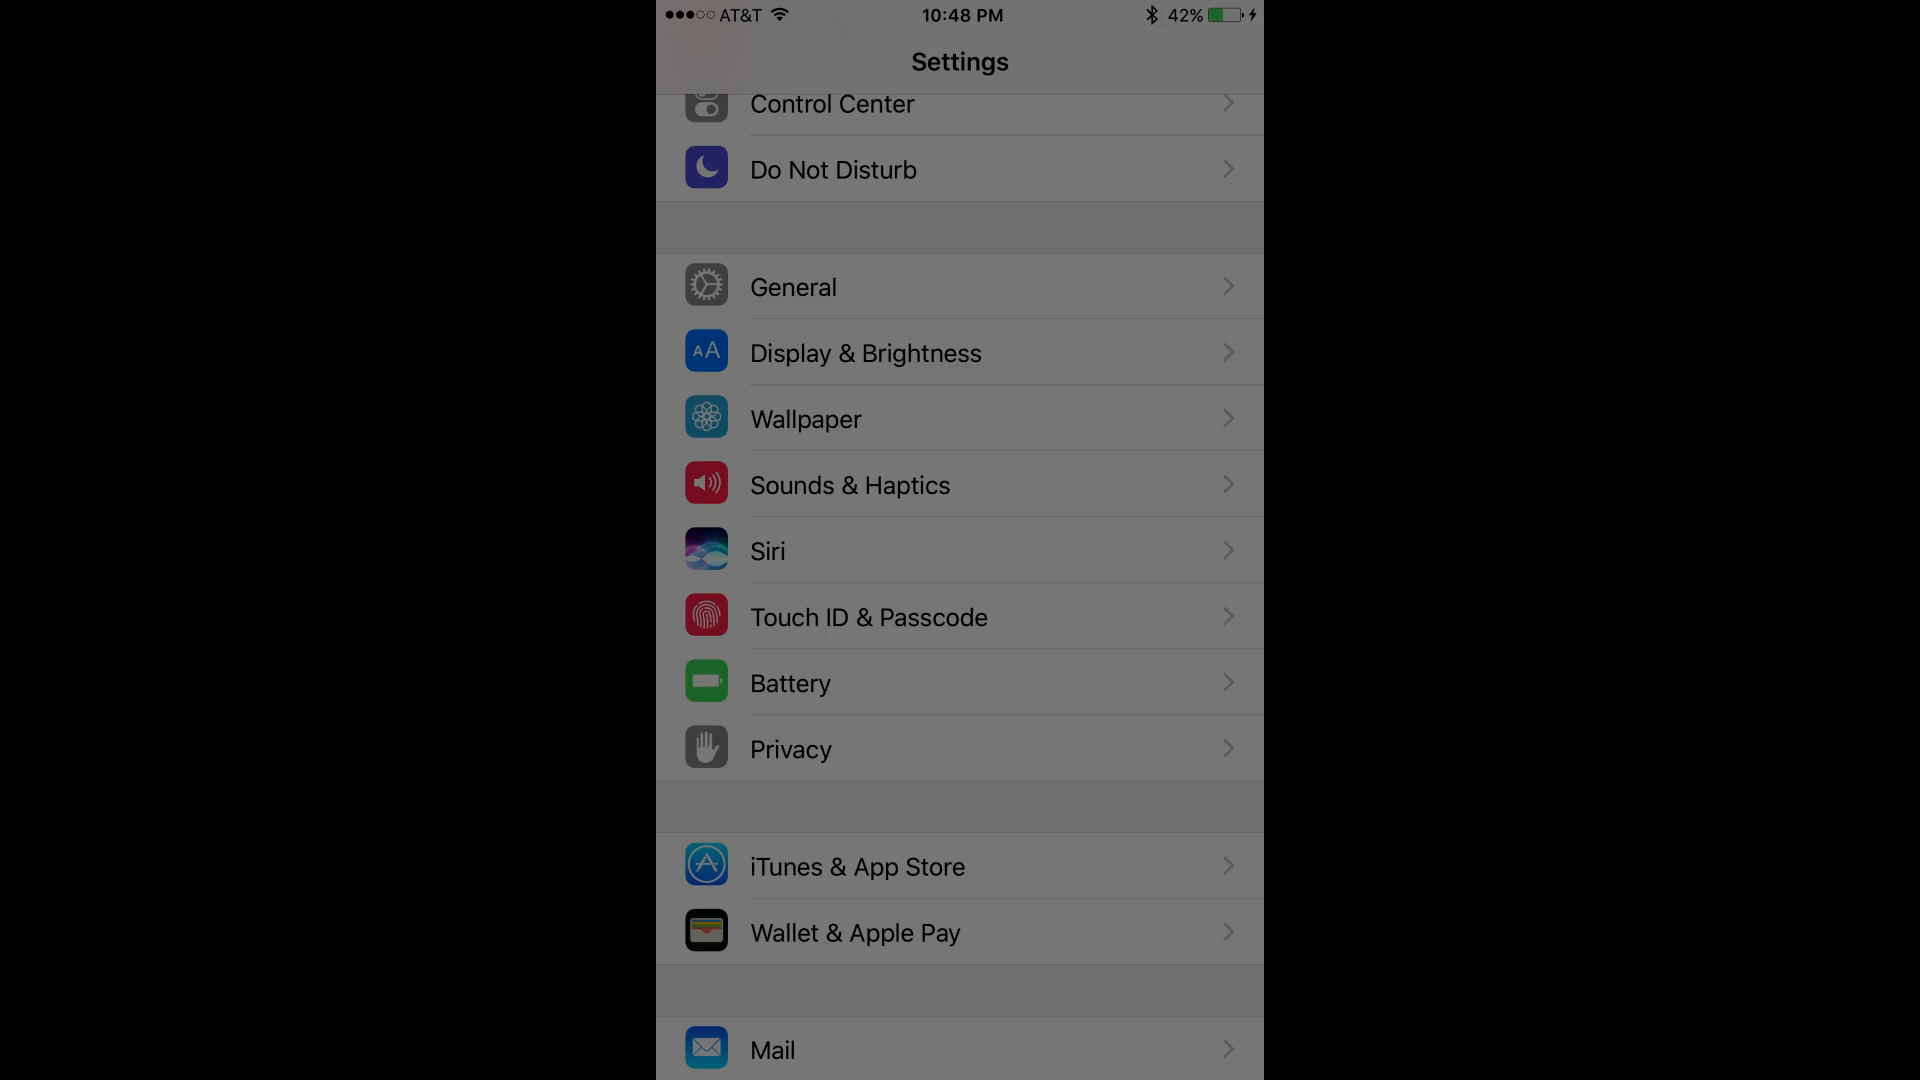 AT&T 10:48 PM 42%
Settings
Control Center
Do Not Disturb
General
AA Display & Brightness
Wallpaper
Sounds & Haptics
Siri
Touch ID & Passcode
Battery
Privacy
iTunes & App Store
Wallet & Apple Pay
Mail